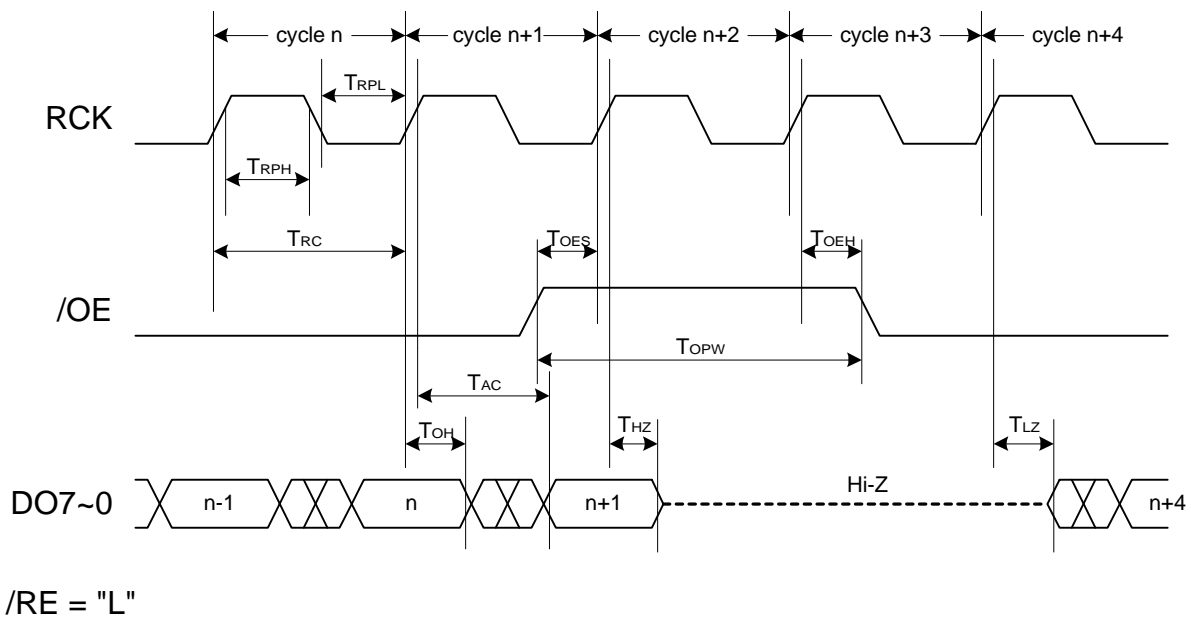 cycle n cycle n+1 cycle n+2 cycle n+3 cycle n+4
TRPL
RCK
TRPH
TRC TOES TOEH
/OE
TOPW
TAC
TOH THZ TLZ
DO7~0 n-1 n n+1 Hi-Z n+4
/RE = "L"